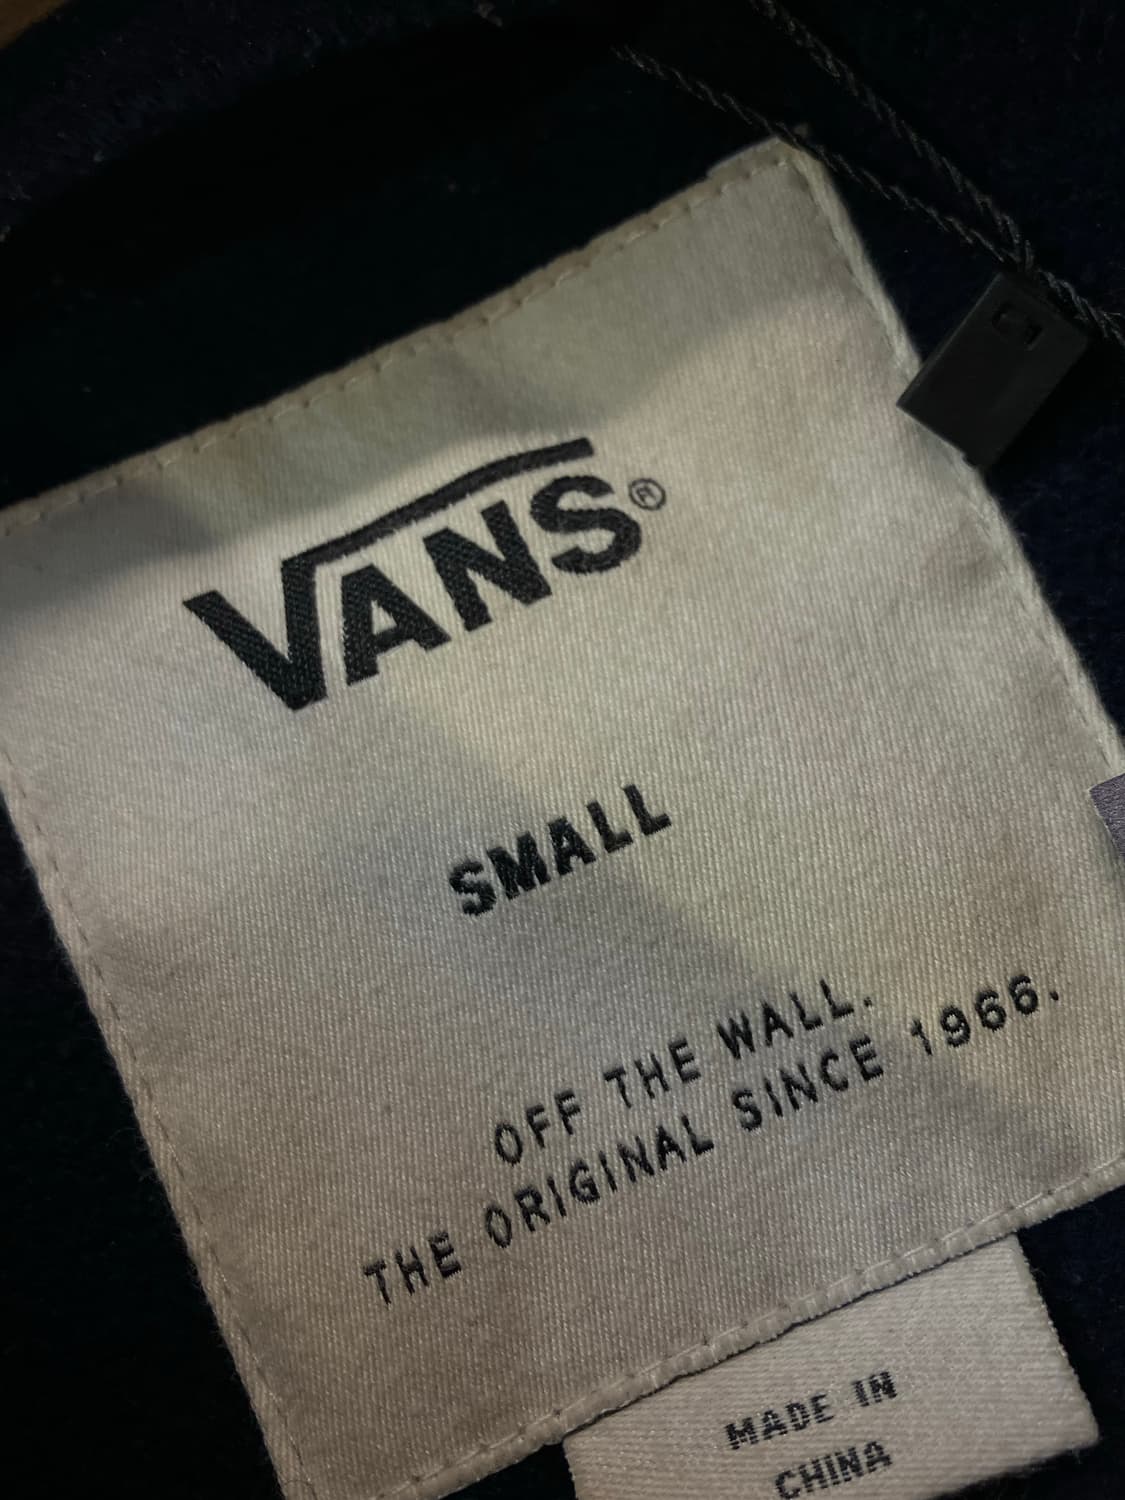 VANS®
SMALL
OFF THE WALL.
THE ORIGINAL SINCE 1966.
MADE IN
CHINA